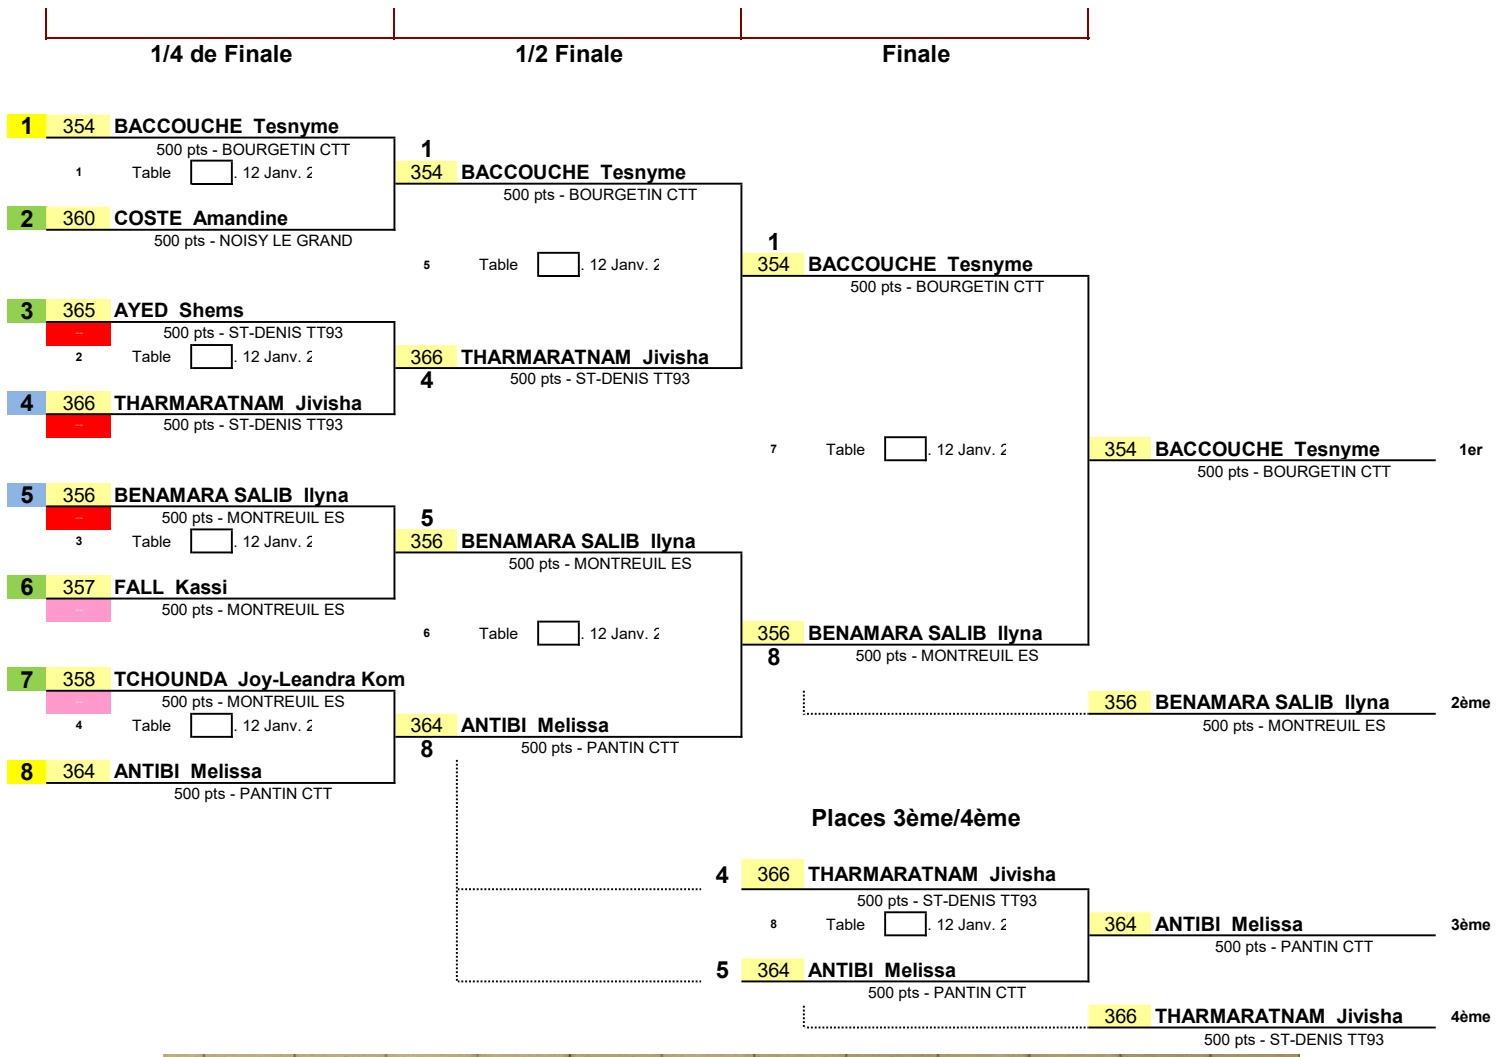 1/4 de Finale 1/2 Finale Finale
1 354 BACCOUCHE Tesnyme
500 pts - BOURGETIN CTT
1 Table . 12 Janv. 2
2 360 COSTE Amandine
500 pts - NOISY LE GRAND
3 365 AYED Shems
-- 500 pts - ST-DENIS TT93
2 Table . 12 Janv. 2
4 366 THARMARATNAM Jivisha
-- 500 pts - ST-DENIS TT93
5 356 BENAMARA SALIB Ilyna
-- 500 pts - MONTREUIL ES
3 Table . 12 Janv. 2
6 357 FALL Kassi
-- 500 pts - MONTREUIL ES
7 358 TCHOUNDA Joy-Leandra Kom
-- 500 pts - MONTREUIL ES
4 Table . 12 Janv. 2
8 364 ANTIBI Melissa
500 pts - PANTIN CTT
1
354 BACCOUCHE Tesnyme
500 pts - BOURGETIN CTT
5 Table . 12 Janv. 2
366 THARMARATNAM Jivisha
4 500 pts - ST-DENIS TT93
5
356 BENAMARA SALIB Ilyna
500 pts - MONTREUIL ES
6 Table . 12 Janv. 2
364 ANTIBI Melissa
8 500 pts - PANTIN CTT
1
354 BACCOUCHE Tesnyme
500 pts - BOURGETIN CTT
7 Table . 12 Janv. 2
356 BENAMARA SALIB Ilyna
8 500 pts - MONTREUIL ES
354 BACCOUCHE Tesnyme 1er
500 pts - BOURGETIN CTT
356 BENAMARA SALIB Ilyna 2ème
500 pts - MONTREUIL ES
Places 3ème/4ème
4 366 THARMARATNAM Jivisha
500 pts - ST-DENIS TT93
8 Table . 12 Janv. 2
5 364 ANTIBI Melissa
500 pts - PANTIN CTT
364 ANTIBI Melissa 3ème
500 pts - PANTIN CTT
366 THARMARATNAM Jivisha 4ème
500 pts - ST-DENIS TT93